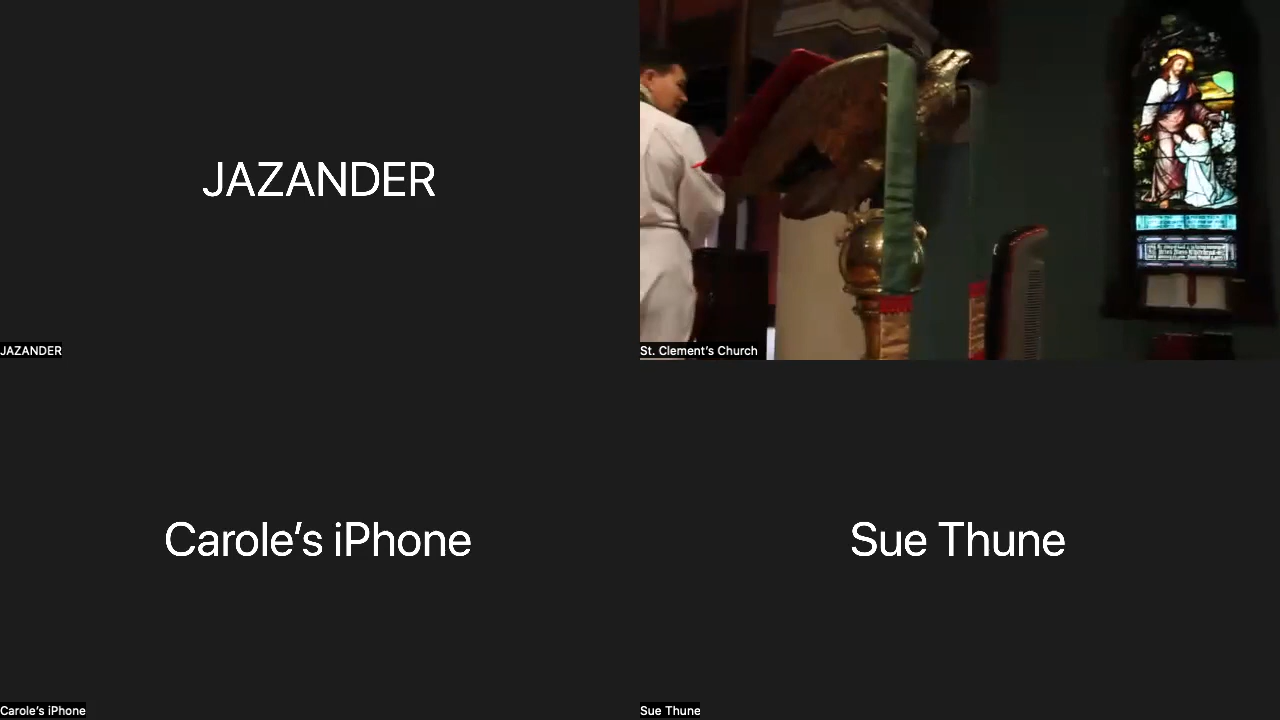 JAZANDER
JAZANDER
St. Clement's Church
Carole's iPhone
Sue Thune
Carole's iPhone
Sue Thune